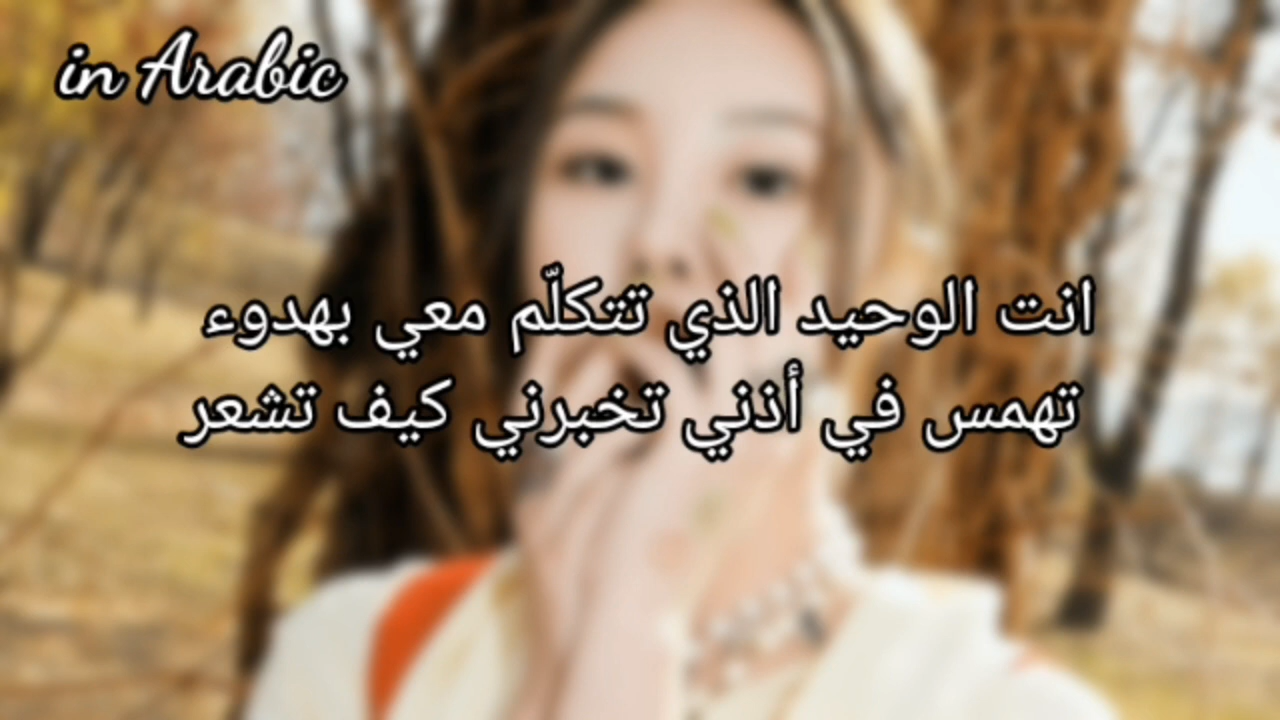 in Arabic
انت الوحيد الذي تتكلّم معي بهدوء
تهمس في أذني تخبرني كيف تشعر